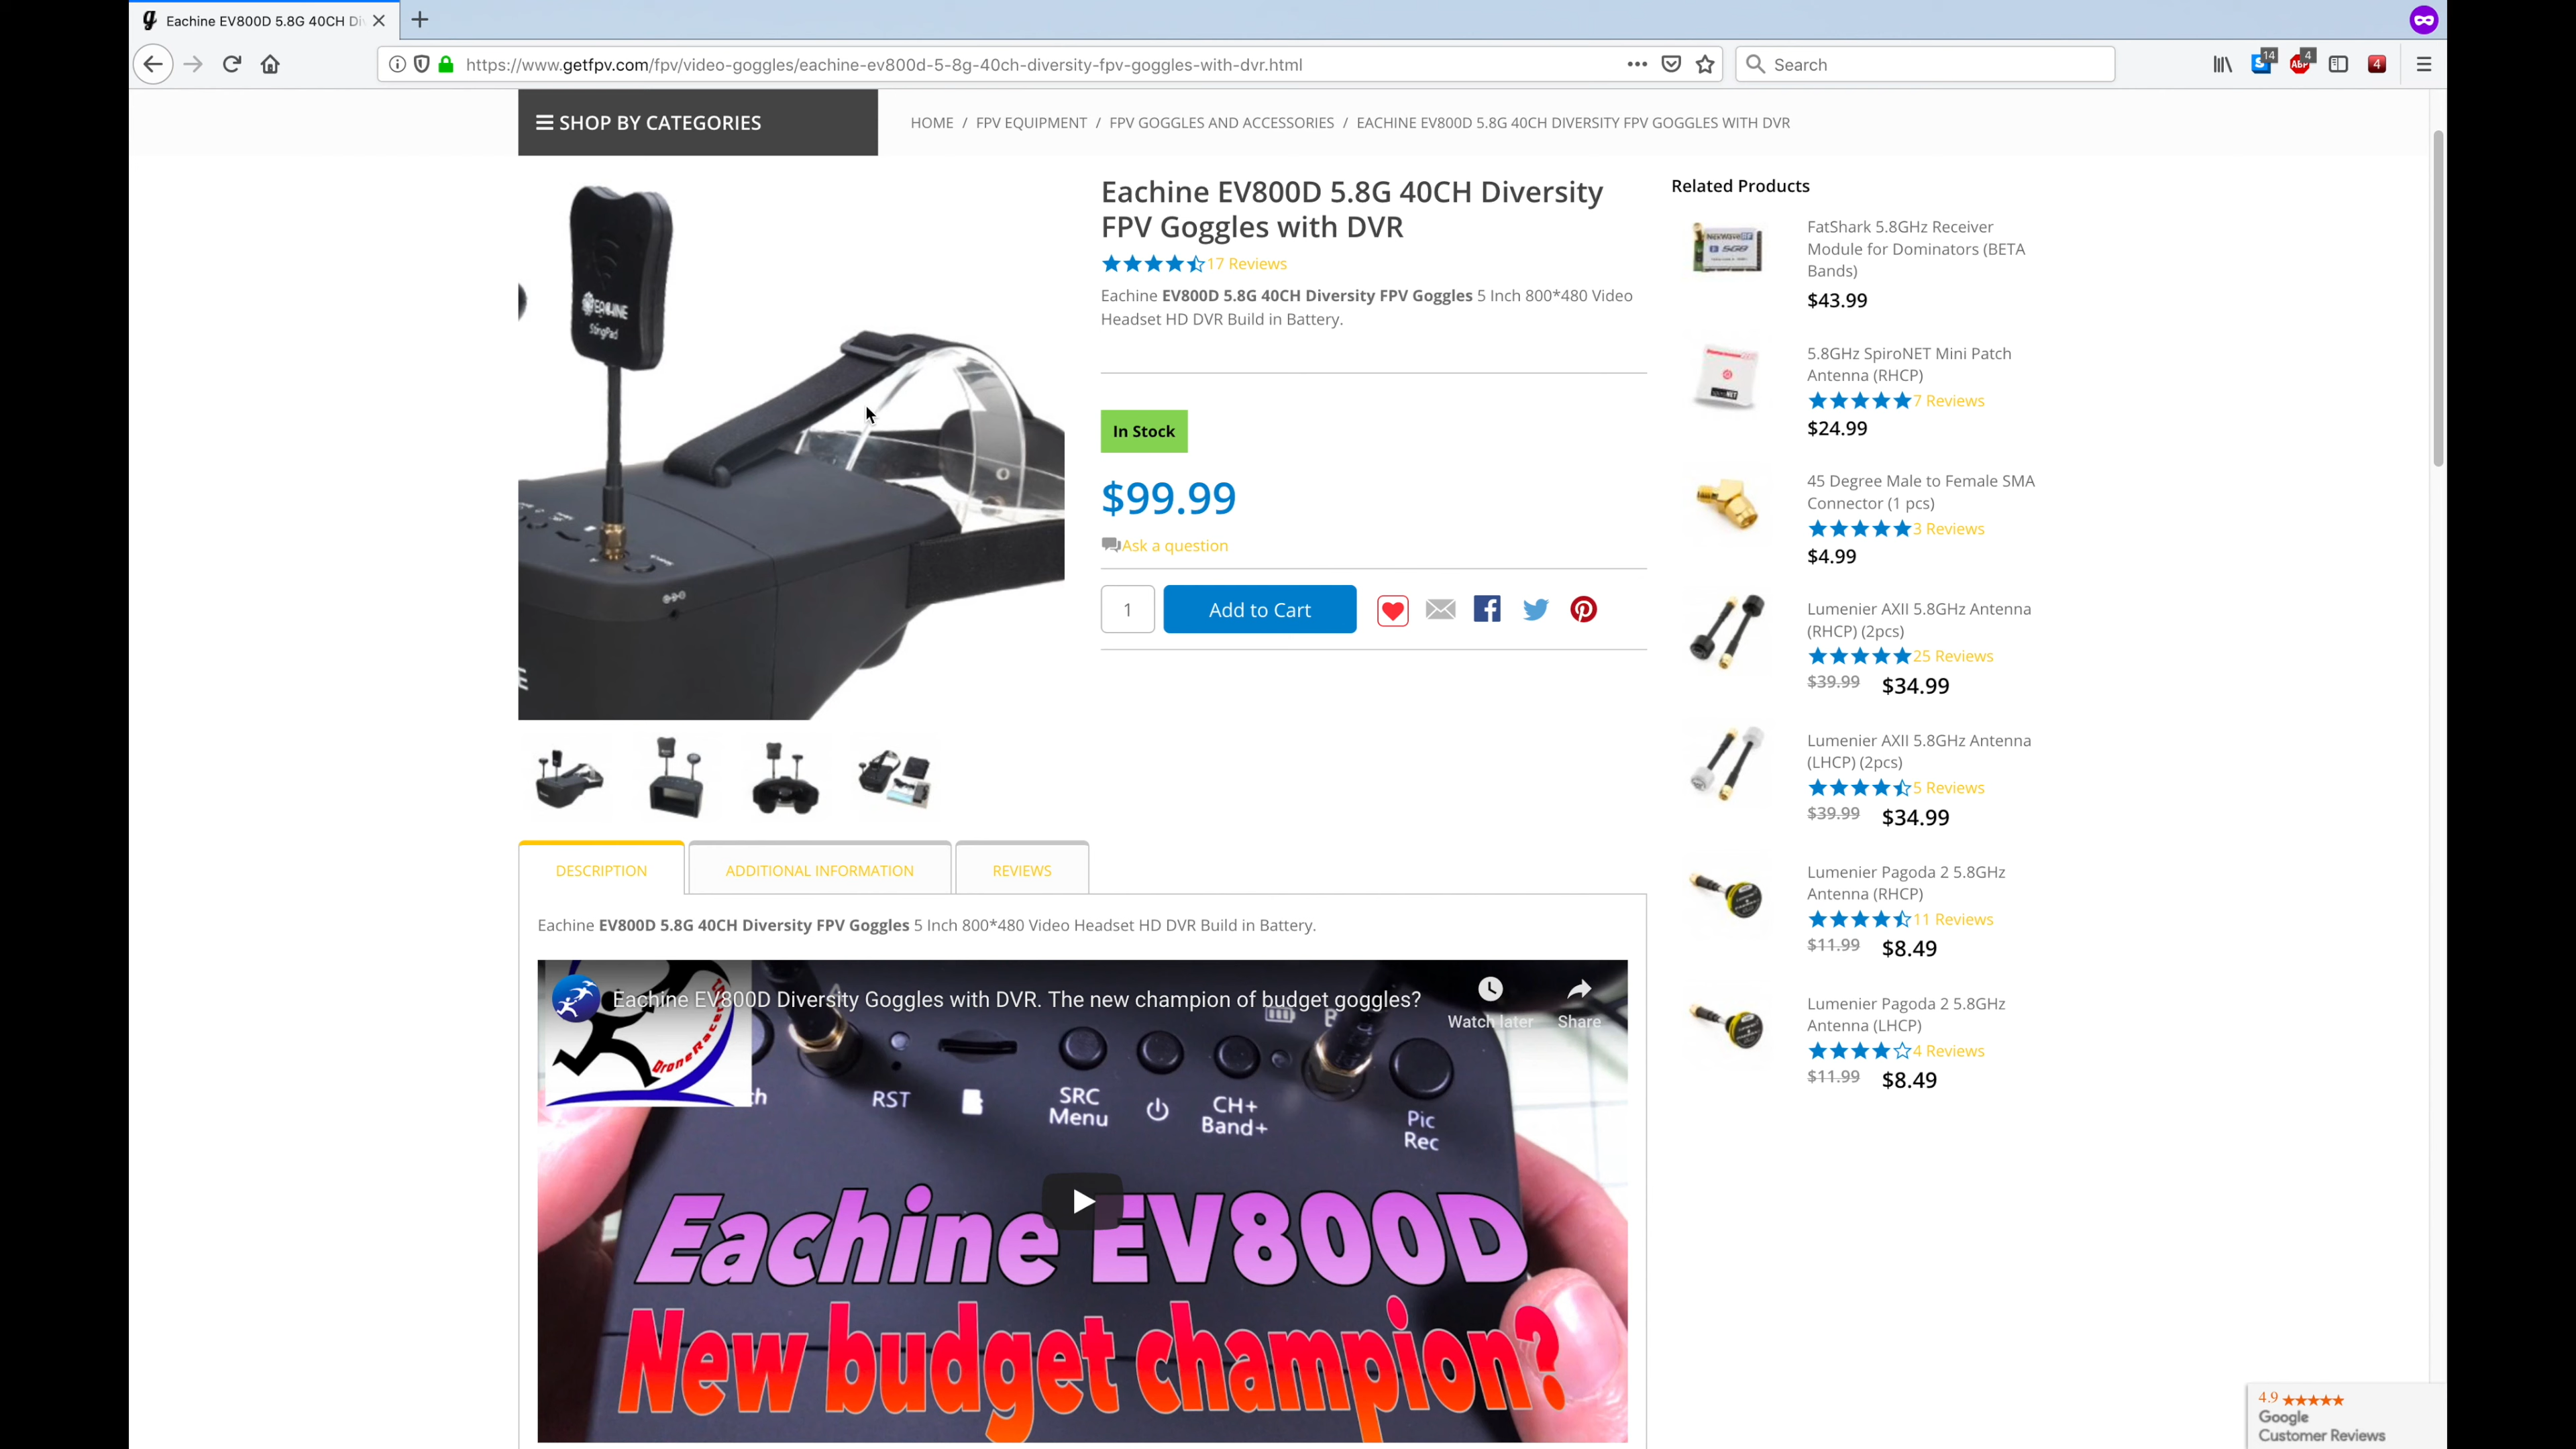 Eachine EV800D 5.8G 40CH Di
https://www.getfpv.com/fpv/video-goggles/eachine-ev800d-5-8g-40ch-diversity-fpv-goggles-with-dvr.html
Search
14
4
4
SHOP BY CATEGORIES
HOME / FPV EQUIPMENT / FPV GOGGLES AND ACCESSORIES / EACHINE EV800D 5.8G 40CH DIVERSITY FPV GOGGLES WITH DVR
EACHINE
StingPad
Eachine EV800D 5.8G 40CH Diversity
FPV Goggles with DVR
17 Reviews
Eachine EV800D 5.8G 40CH Diversity FPV Goggles 5 Inch 800*480 Video
Headset HD DVR Build in Battery.
In Stock
$99.99
Ask a question
1
Add to Cart
Related Products
FatShark 5.8GHz Receiver
Module for Dominators (BETA
Bands)
$43.99
5.8GHz SpiroNET Mini Patch
Antenna (RHCP)
7 Reviews
$24.99
45 Degree Male to Female SMA
Connector (1 pcs)
3 Reviews
$4.99
Lumenier AXII 5.8GHz Antenna
(RHCP) (2pcs)
25 Reviews
$39.99 $34.99
Lumenier AXII 5.8GHz Antenna
(LHCP) (2pcs)
5 Reviews
$39.99 $34.99
Lumenier Pagoda 2 5.8GHz
Antenna (RHCP)
11 Reviews
$11.99 $8.49
Lumenier Pagoda 2 5.8GHz
Antenna (LHCP)
4 Reviews
$11.99 $8.49
DESCRIPTION
ADDITIONAL INFORMATION
REVIEWS
Eachine EV800D 5.8G 40CH Diversity FPV Goggles 5 Inch 800*480 Video Headset HD DVR Build in Battery.
Eachine EV800D Diversity Goggles with DVR. The new champion of budget goggles?
Watch later
Share
RST
SRC
Menu
CH+
Band+
Pic
Rec
Eachine EV800D
New budget champion?
4.9
Google
Customer Reviews